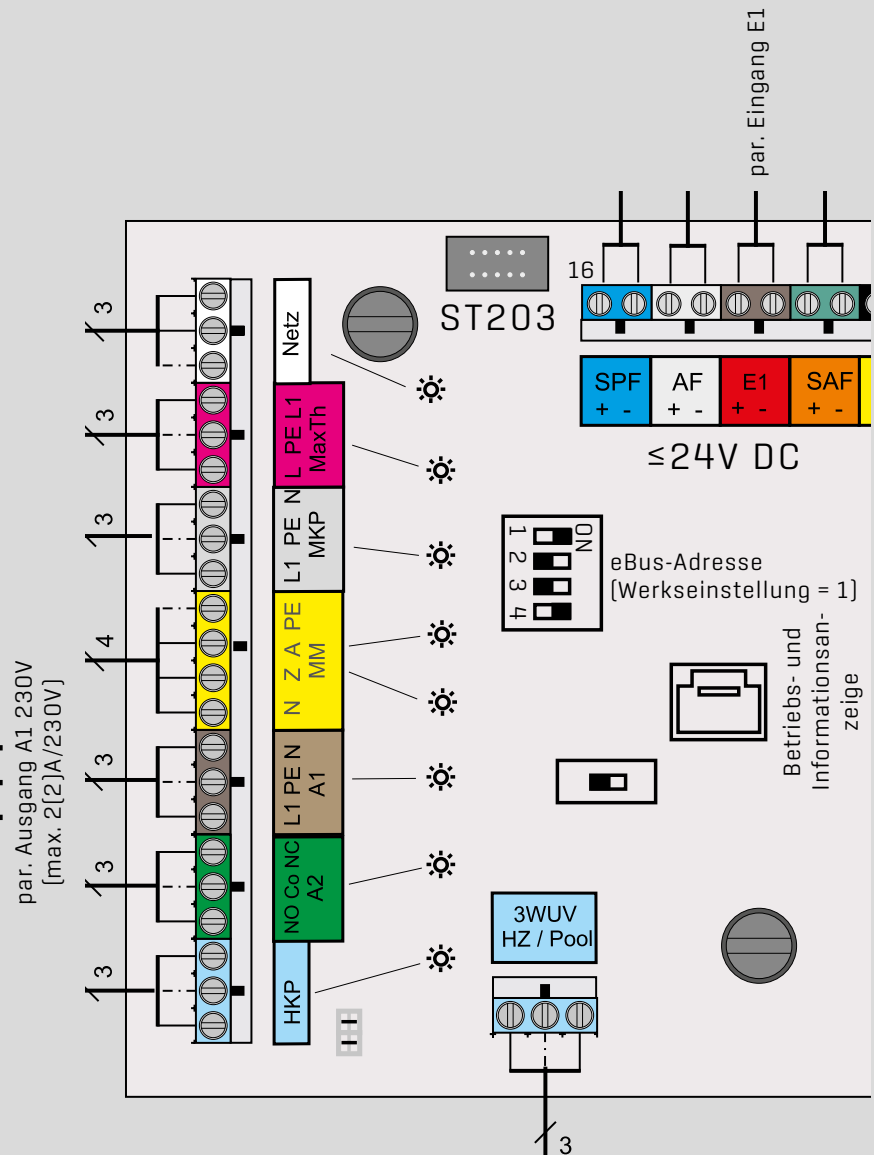 par. Eingang E1
par. Ausgang A1 230V
(max. 2(2)A/230V)
3
3
3
4
3
3
3
Netz
L PE L1
MaxTh
L1 PE N
MKP
N Z A PE
MM
L1 PE N
A1
NO Co NC
A2
HKP
ST203
16
SPF
+ -
AF
+ -
E1
+ -
SAF
+ -
≤24V DC
ON
1
2
3
4
eBus-Adresse
(Werkseinstellung = 1)
Betriebs- und
Informationsan-
zeige
3WUV
HZ / Pool
3